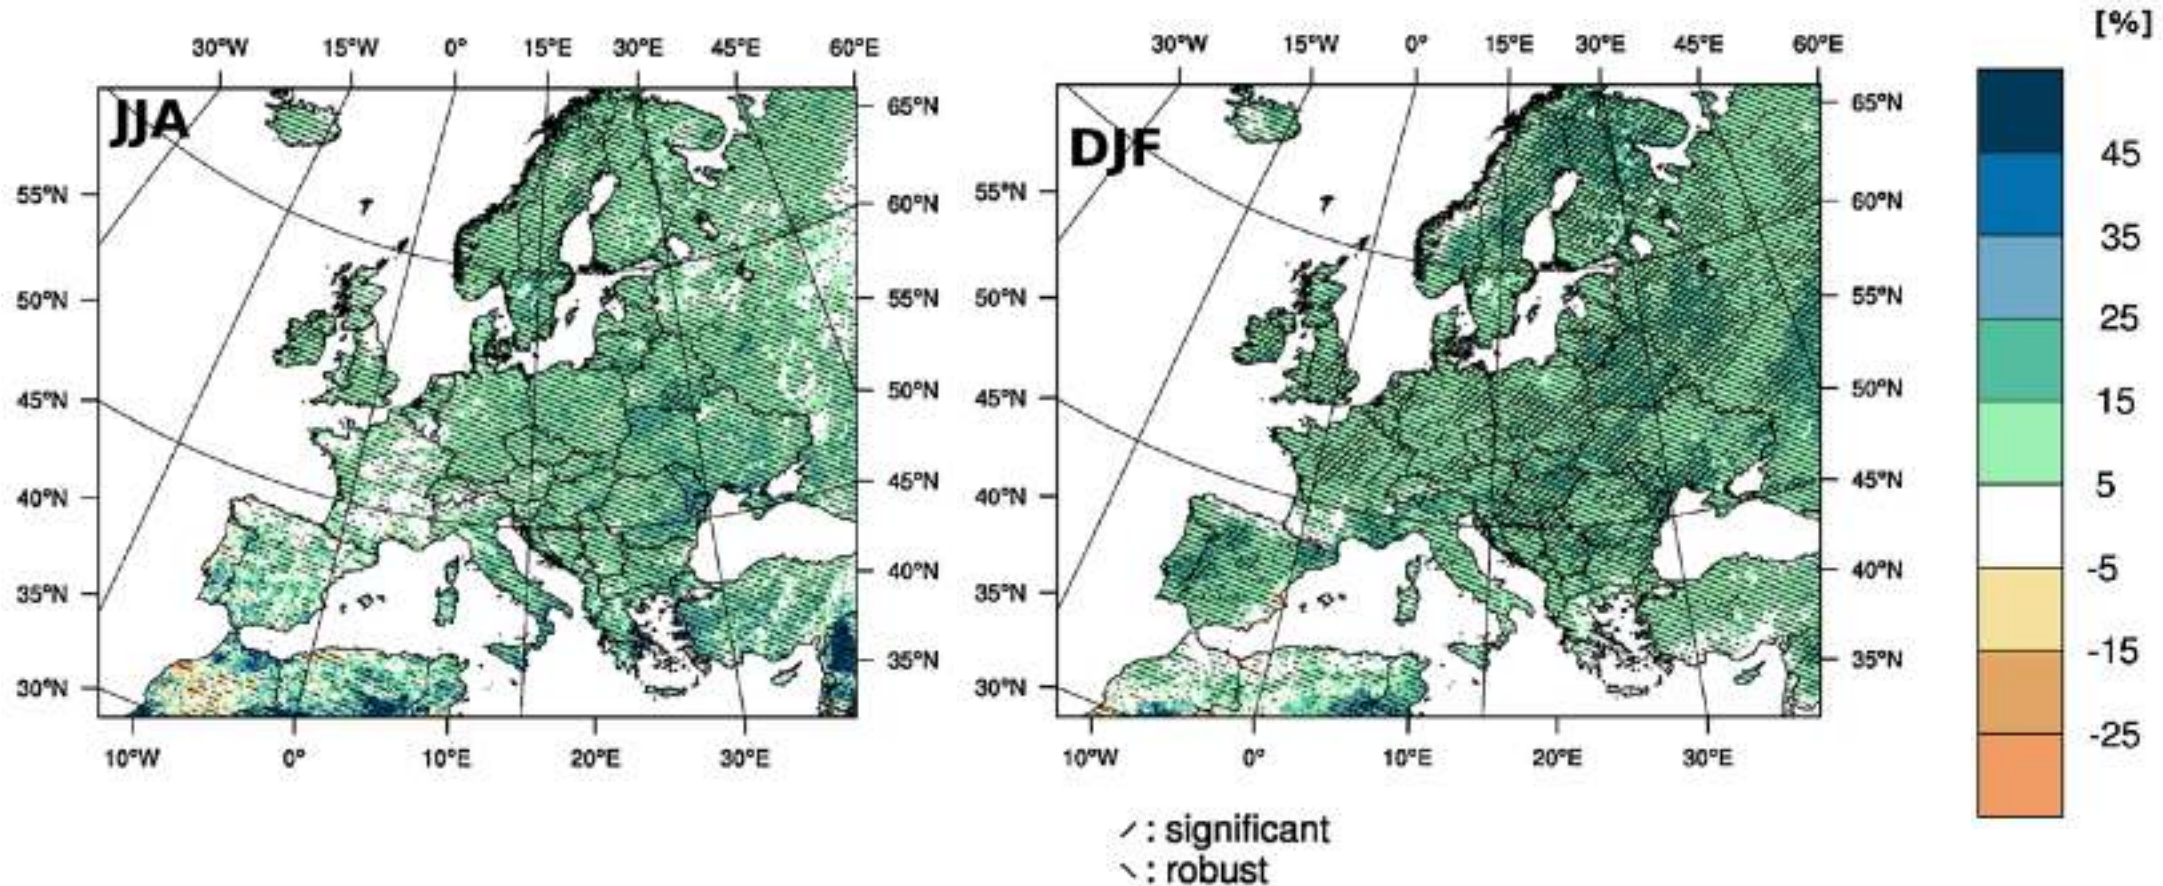 [%]
30°W 15°W 0° 15°E 30°E 45°E 60°E
30°W 15°W 0° 15°E 30°E 45°E 60°E
JJA
DJF
65°N
60°N
55°N
50°N
45°N
40°N
35°N
55°N
50°N
45°N
40°N
35°N
30°N
65°N
60°N
55°N
50°N
45°N
40°N
35°N
55°N
50°N
45°N
40°N
35°N
30°N
10°W 0° 10°E 20°E 30°E
10°W 0° 10°E 20°E 30°E
45
35
25
15
5
-5
-15
-25
⟋ : significant
⟍ : robust